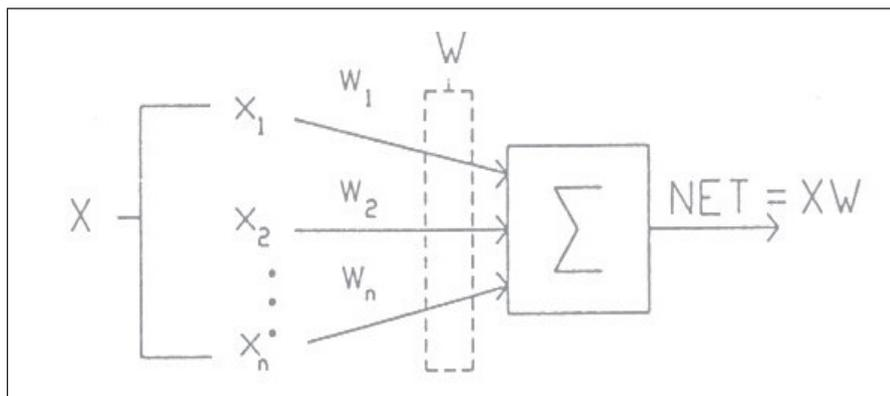 W
W₁
X₁
X
W₂
X₂
Σ
NET = XW
Wₙ
Xₙ